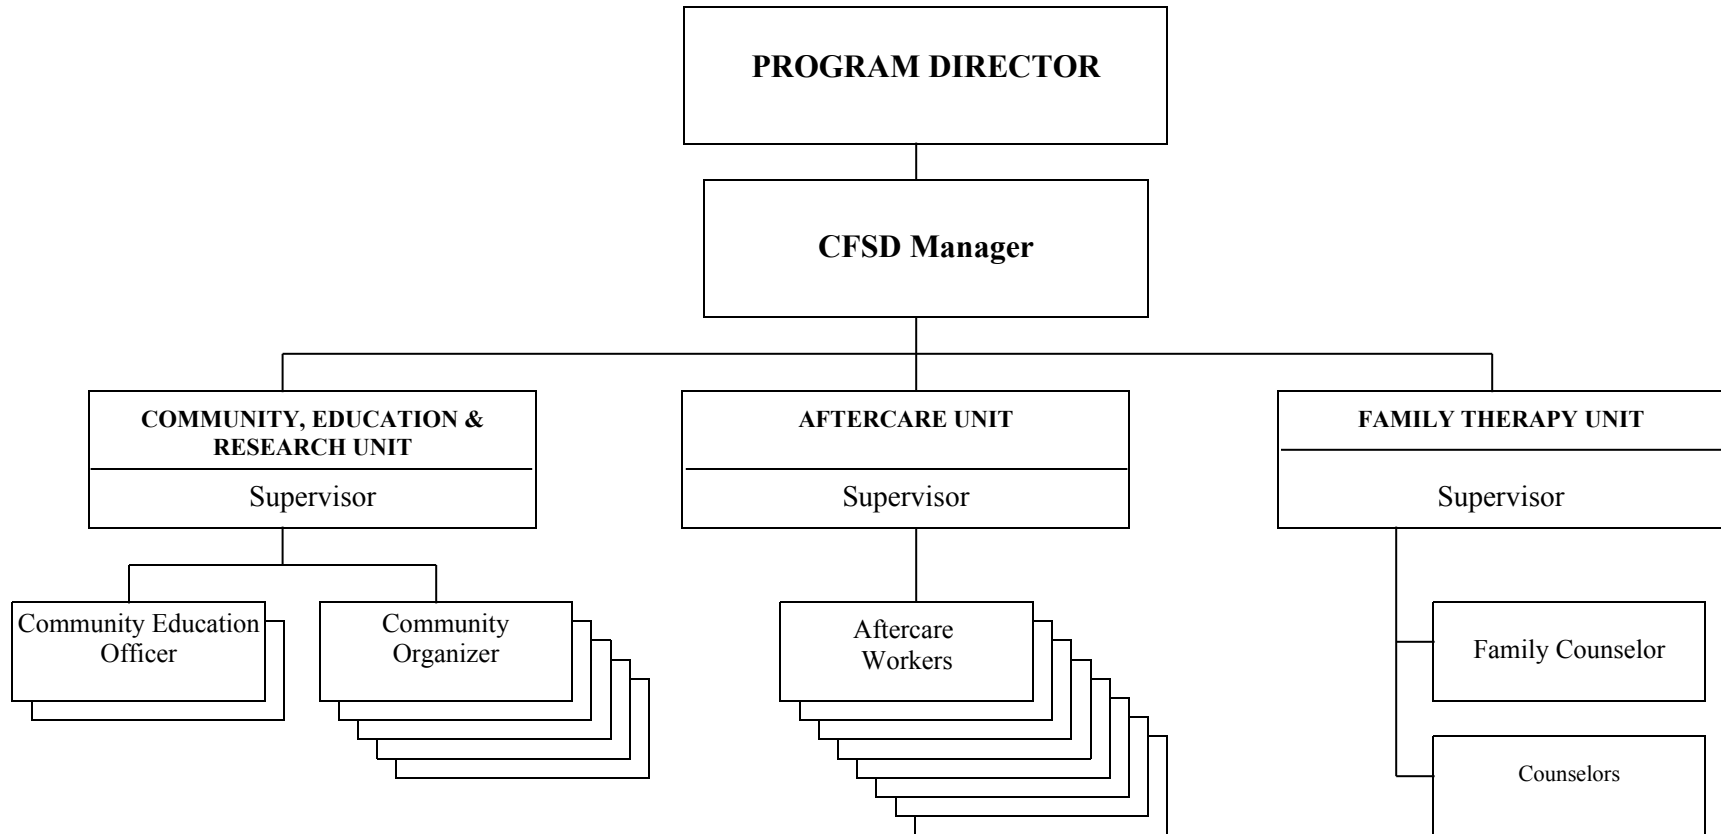 PROGRAM DIRECTOR
CFSD Manager
COMMUNITY, EDUCATION &
RESEARCH UNIT
Supervisor
AFTERCARE UNIT
Supervisor
FAMILY THERAPY UNIT
Supervisor
Community Education
Officer
Community
Organizer
Aftercare
Workers
Family Counselor
Counselors